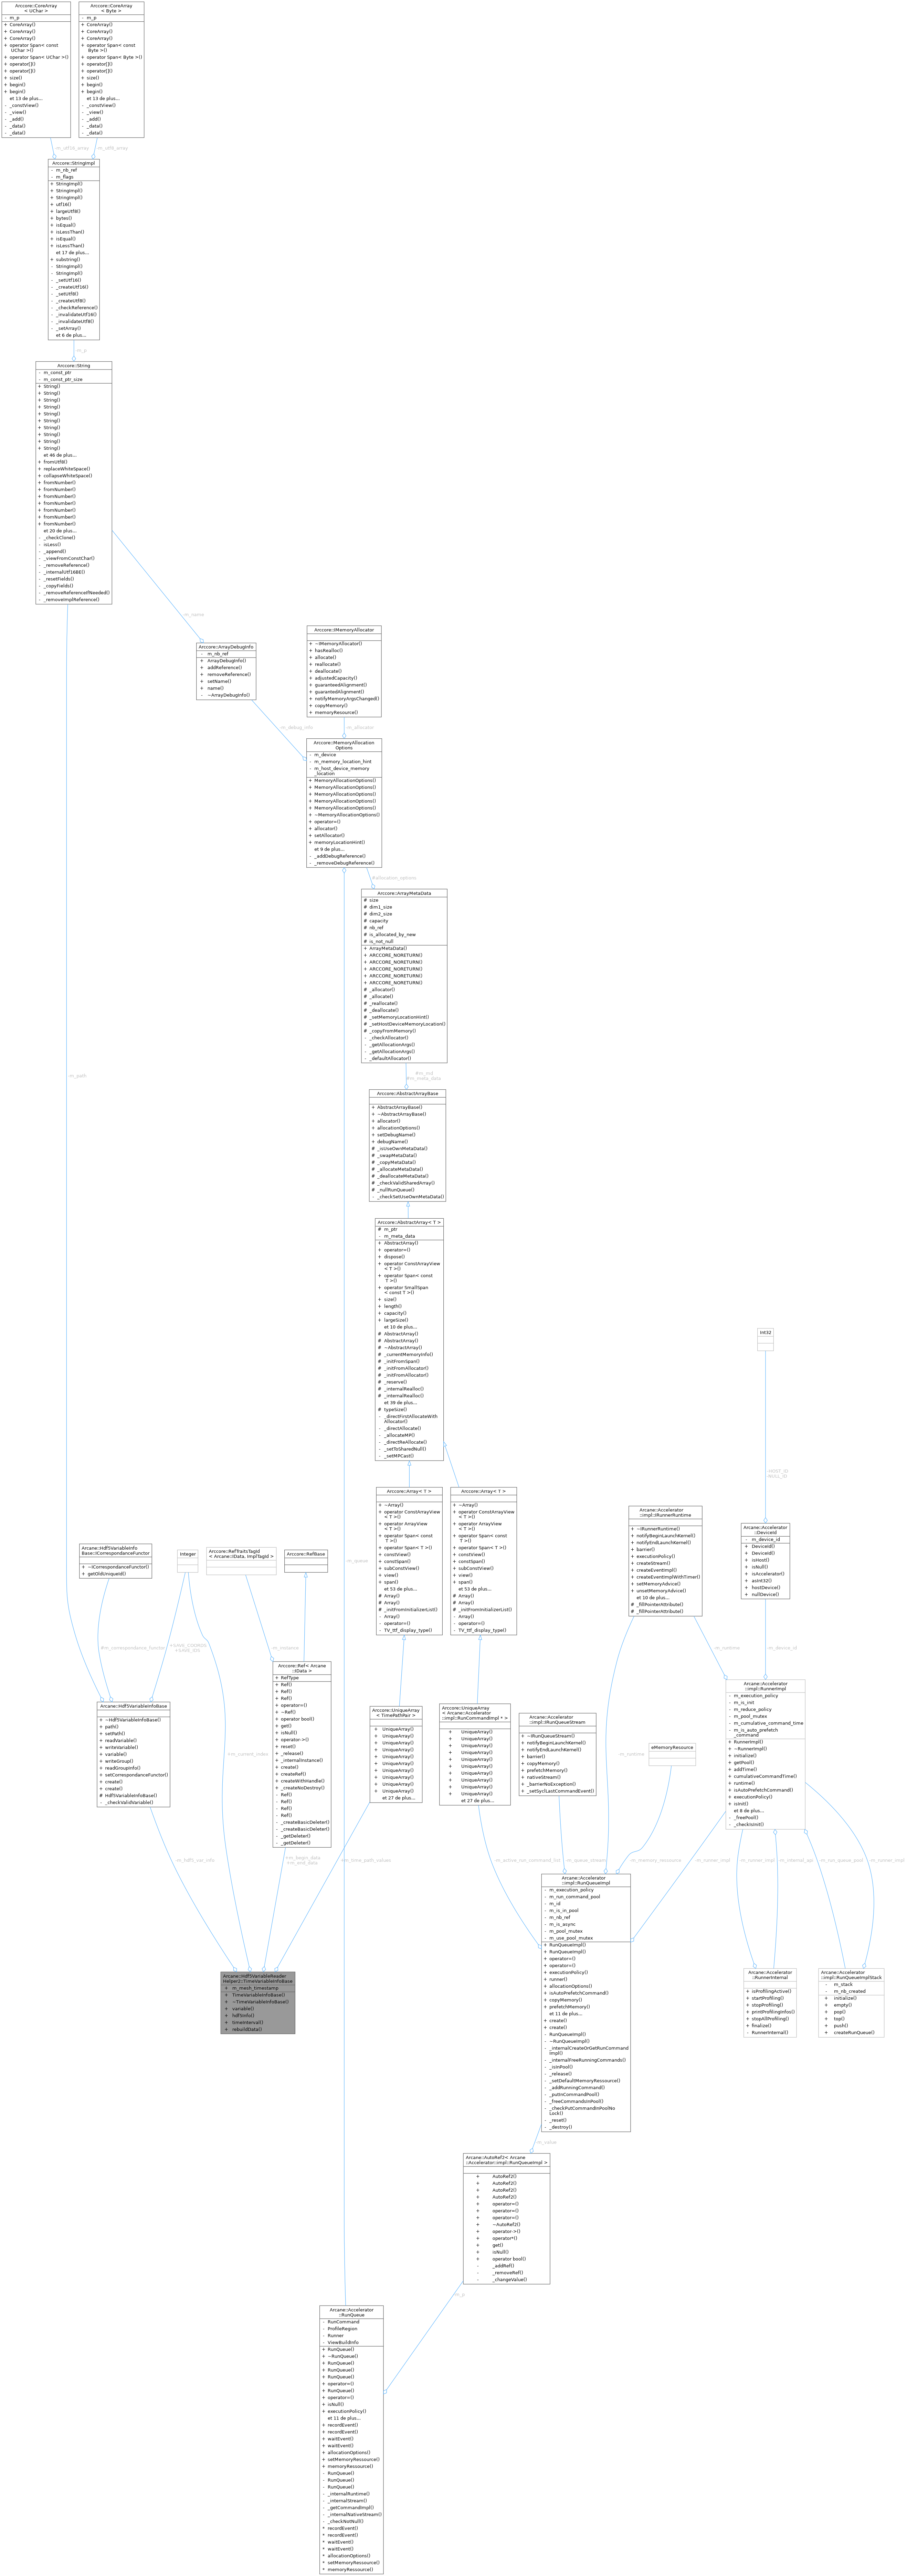 Arccore::CoreArray
< UChar >
- m_p
+ CoreArray()
+ CoreArray()
+ CoreArray()
+ operator Span< const
UChar >()
+ operator Span< UChar >()
+ operator[]()
+ operator[]()
+ size()
+ begin()
+ begin()
et 13 de plus...
- _constView()
- _view()
- _add()
- _data()
- _data()
Arccore::CoreArray
< Byte >
- m_p
+ CoreArray()
+ CoreArray()
+ CoreArray()
+ operator Span< const
Byte >()
+ operator Span< Byte >()
+ operator[]()
+ operator[]()
+ size()
+ begin()
+ begin()
et 13 de plus...
- _constView()
- _view()
- _add()
- _data()
- _data()
-m_utf16_array
-m_utf8_array
Arccore::StringImpl
- m_nb_ref
- m_flags
+ StringImpl()
+ StringImpl()
+ StringImpl()
+ utf16()
+ largeUtf8()
+ bytes()
+ isEqual()
+ isLessThan()
+ isEqual()
+ isLessThan()
et 17 de plus...
+ substring()
- StringImpl()
- StringImpl()
- _setUtf16()
- _createUtf16()
- _setUtf8()
- _createUtf8()
- _checkReference()
- _invalidateUtf16()
- _invalidateUtf8()
- _setArray()
et 6 de plus...
-m_p
Arccore::String
- m_const_ptr
- m_const_ptr_size
+ String()
+ String()
+ String()
+ String()
+ String()
+ String()
+ String()
+ String()
+ String()
+ String()
et 46 de plus...
+ fromUtf8()
+ replaceWhiteSpace()
+ collapseWhiteSpace()
+ fromNumber()
+ fromNumber()
+ fromNumber()
+ fromNumber()
+ fromNumber()
+ fromNumber()
+ fromNumber()
et 20 de plus...
- _checkClone()
- isLess()
- _append()
- _viewFromConstChar()
- _removeReference()
- _internalUtf16BE()
- _resetFields()
- _copyFields()
- _removeReferenceIfNeeded()
- _removeImplReference()
-m_name
Arccore::ArrayDebugInfo
- m_nb_ref
+ ArrayDebugInfo()
+ addReference()
+ removeReference()
+ setName()
+ name()
- ~ArrayDebugInfo()
Arccore::IMemoryAllocator
+ ~IMemoryAllocator()
+ hasRealloc()
+ allocate()
+ reallocate()
+ deallocate()
+ adjustedCapacity()
+ guaranteedAlignment()
+ guarantedAlignment()
+ notifyMemoryArgsChanged()
+ copyMemory()
+ memoryResource()
-m_debug_info
-m_allocator
Arccore::MemoryAllocation
Options
- m_device
- m_memory_location_hint
- m_host_device_memory
_location
+ MemoryAllocationOptions()
+ MemoryAllocationOptions()
+ MemoryAllocationOptions()
+ MemoryAllocationOptions()
+ MemoryAllocationOptions()
+ ~MemoryAllocationOptions()
+ operator=()
+ allocator()
+ setAllocator()
+ memoryLocationHint()
et 9 de plus...
- _addDebugReference()
- _removeDebugReference()
#allocation_options
Arccore::ArrayMetaData
# size
# dim1_size
# dim2_size
# capacity
# nb_ref
# is_allocated_by_new
# is_not_null
+ ArrayMetaData()
+ ARCCORE_NORETURN()
+ ARCCORE_NORETURN()
+ ARCCORE_NORETURN()
+ ARCCORE_NORETURN()
+ ARCCORE_NORETURN()
# _allocator()
# _allocate()
# _reallocate()
# _deallocate()
# _setMemoryLocationHint()
# _setHostDeviceMemoryLocation()
# _copyFromMemory()
- _checkAllocator()
- _getAllocationArgs()
- _getAllocationArgs()
- _defaultAllocator()
-m_path
#m_md
#m_meta_data
Arccore::AbstractArrayBase
+ AbstractArrayBase()
+ ~AbstractArrayBase()
+ allocator()
+ allocationOptions()
+ setDebugName()
+ debugName()
# _isUseOwnMetaData()
# _swapMetaData()
# _copyMetaData()
# _allocateMetaData()
# _deallocateMetaData()
# _checkValidSharedArray()
# _nullRunQueue()
- _checkSetUseOwnMetaData()
Arccore::AbstractArray< T >
# m_ptr
- m_meta_data
+ AbstractArray()
+ operator=()
+ dispose()
+ operator ConstArrayView
< T >()
+ operator Span< const
T >()
+ operator SmallSpan
< const T >()
+ size()
+ length()
+ capacity()
+ largeSize()
et 10 de plus...
# AbstractArray()
# AbstractArray()
# ~AbstractArray()
# _currentMemoryInfo()
# _initFromSpan()
# _initFromAllocator()
# _initFromAllocator()
# _reserve()
# _internalRealloc()
# _internalRealloc()
et 39 de plus...
# typeSize()
- _directFirstAllocateWith
Allocator()
- _directAllocate()
- _allocateMP()
- _directReAllocate()
- _setToSharedNull()
- _setMPCast()
Int32
-HOST_ID
-NULL_ID
Arccore::Array< T >
+ ~Array()
+ operator ConstArrayView
< T >()
+ operator ArrayView
< T >()
+ operator Span< const
T >()
+ operator Span< T >()
+ constView()
+ constSpan()
+ subConstView()
+ view()
+ span()
et 53 de plus...
# Array()
# Array()
# _initFromInitializerList()
- Array()
- operator=()
- TV_ttf_display_type()
Arccore::Array< T >
+ ~Array()
+ operator ConstArrayView
< T >()
+ operator ArrayView
< T >()
+ operator Span< const
T >()
+ operator Span< T >()
+ constView()
+ constSpan()
+ subConstView()
+ view()
+ span()
et 53 de plus...
# Array()
# Array()
# _initFromInitializerList()
- Array()
- operator=()
- TV_ttf_display_type()
Arcane::Accelerator
::impl::IRunnerRuntime
+ ~IRunnerRuntime()
+ notifyBeginLaunchKernel()
+ notifyEndLaunchKernel()
+ barrier()
+ executionPolicy()
+ createStream()
+ createEventImpl()
+ createEventImplWithTimer()
+ setMemoryAdvice()
+ unsetMemoryAdvice()
et 10 de plus...
# _fillPointerAttribute()
# _fillPointerAttribute()
Arcane::Accelerator
::DeviceId
- m_device_id
+ DeviceId()
+ DeviceId()
+ isHost()
+ isNull()
+ isAccelerator()
+ asInt32()
+ hostDevice()
+ nullDevice()
Arcane::Hdf5VariableInfo
Base::ICorrespondanceFunctor
+ ~ICorrespondanceFunctor()
+ getOldUniqueId()
Integer
Arccore::RefTraitsTagId
< Arcane::IData, ImplTagId >
Arccore::RefBase
-m_queue
#m_correspondance_functor
+SAVE_COORDS
+SAVE_IDS
-m_instance
-m_runtime
-m_device_id
Arcane::Hdf5VariableInfoBase
+ ~Hdf5VariableInfoBase()
+ path()
+ setPath()
+ readVariable()
+ writeVariable()
+ variable()
+ writeGroup()
+ readGroupInfo()
+ setCorrespondanceFunctor()
+ create()
+ create()
# Hdf5VariableInfoBase()
- _checkValidVariable()
Arccore::Ref< Arcane
::IData >
+ RefType
+ Ref()
+ Ref()
+ Ref()
+ operator=()
+ ~Ref()
+ operator bool()
+ get()
+ isNull()
+ operator->()
+ reset()
+ _release()
+ _internalInstance()
+ create()
+ createRef()
+ createWithHandle()
+ _createNoDestroy()
- Ref()
- Ref()
- Ref()
- Ref()
- _createBasicDeleter()
- _createBasicDeleter()
- _getDeleter()
- _getDeleter()
Arccore::UniqueArray
< TimePathPair >
+ UniqueArray()
+ UniqueArray()
+ UniqueArray()
+ UniqueArray()
+ UniqueArray()
+ UniqueArray()
+ UniqueArray()
+ UniqueArray()
+ UniqueArray()
+ UniqueArray()
et 27 de plus...
Arccore::UniqueArray
< Arcane::Accelerator
::impl::RunCommandImpl * >
+ UniqueArray()
+ UniqueArray()
+ UniqueArray()
+ UniqueArray()
+ UniqueArray()
+ UniqueArray()
+ UniqueArray()
+ UniqueArray()
+ UniqueArray()
+ UniqueArray()
et 27 de plus...
Arcane::Accelerator
::impl::IRunQueueStream
+ ~IRunQueueStream()
+ notifyBeginLaunchKernel()
+ notifyEndLaunchKernel()
+ barrier()
+ copyMemory()
+ prefetchMemory()
+ nativeStream()
+ _barrierNoException()
+ _setSyclLastCommandEvent()
eMemoryResource
Arcane::Accelerator
::impl::RunnerImpl
- m_execution_policy
- m_is_init
- m_reduce_policy
- m_pool_mutex
- m_cumulative_command_time
- m_is_auto_prefetch
_command
+ RunnerImpl()
+ ~RunnerImpl()
+ initialize()
+ getPool()
+ addTime()
+ cumulativeCommandTime()
+ runtime()
+ isAutoPrefetchCommand()
+ executionPolicy()
+ isInit()
et 8 de plus...
- _freePool()
- _checkIsInit()
+m_current_index
-m_runtime
-m_hdf5_var_info
+m_begin_data
+m_end_data
+m_time_path_values
-m_active_run_command_list
-m_queue_stream
-m_memory_ressource
-m_runner_impl
-m_runner_impl
-m_internal_api
-m_run_queue_pool
-m_runner_impl
Arcane::Hdf5VariableReader
Helper2::TimeVariableInfoBase
+ m_mesh_timestamp
+ TimeVariableInfoBase()
+ ~TimeVariableInfoBase()
+ variable()
+ hdf5Info()
+ timeInterval()
+ rebuildData()
Arcane::Accelerator
::impl::RunQueueImpl
- m_execution_policy
- m_run_command_pool
- m_id
- m_is_in_pool
- m_nb_ref
- m_is_async
- m_pool_mutex
- m_use_pool_mutex
+ RunQueueImpl()
+ RunQueueImpl()
+ operator=()
+ operator=()
+ executionPolicy()
+ runner()
+ allocationOptions()
+ isAutoPrefetchCommand()
+ copyMemory()
+ prefetchMemory()
et 11 de plus...
+ create()
+ create()
- RunQueueImpl()
- ~RunQueueImpl()
- _internalCreateOrGetRunCommand
Impl()
- _internalFreeRunningCommands()
- _isInPool()
- _release()
- _setDefaultMemoryRessource()
- _addRunningCommand()
- _putInCommandPool()
- _freeCommandsInPool()
- _checkPutCommandInPoolNo
Lock()
- _reset()
- _destroy()
Arcane::Accelerator
::RunnerInternal
+ isProfilingActive()
+ startProfiling()
+ stopProfiling()
+ printProfilingInfos()
+ stopAllProfiling()
+ finalize()
- RunnerInternal()
Arcane::Accelerator
::impl::RunQueueImplStack
- m_stack
- m_nb_created
+ initialize()
+ empty()
+ pop()
+ top()
+ push()
+ createRunQueue()
-m_value
Arcane::AutoRef2< Arcane
::Accelerator::impl::RunQueueImpl >
+ AutoRef2()
+ AutoRef2()
+ AutoRef2()
+ AutoRef2()
+ operator=()
+ operator=()
+ operator=()
+ ~AutoRef2()
+ operator->()
+ operator*()
+ get()
+ isNull()
+ operator bool()
- _addRef()
- _removeRef()
- _changeValue()
-m_p
Arcane::Accelerator
::RunQueue
- RunCommand
- ProfileRegion
- Runner
- ViewBuildInfo
+ RunQueue()
+ ~RunQueue()
+ RunQueue()
+ RunQueue()
+ RunQueue()
+ operator=()
+ RunQueue()
+ operator=()
+ isNull()
+ executionPolicy()
et 11 de plus...
+ recordEvent()
+ recordEvent()
+ waitEvent()
+ waitEvent()
+ allocationOptions()
+ setMemoryRessource()
+ memoryRessource()
- RunQueue()
- RunQueue()
- RunQueue()
- _internalRuntime()
- _internalStream()
- _getCommandImpl()
- _internalNativeStream()
- _checkNotNull()
* recordEvent()
* recordEvent()
* waitEvent()
* waitEvent()
* allocationOptions()
* setMemoryRessource()
* memoryRessource()